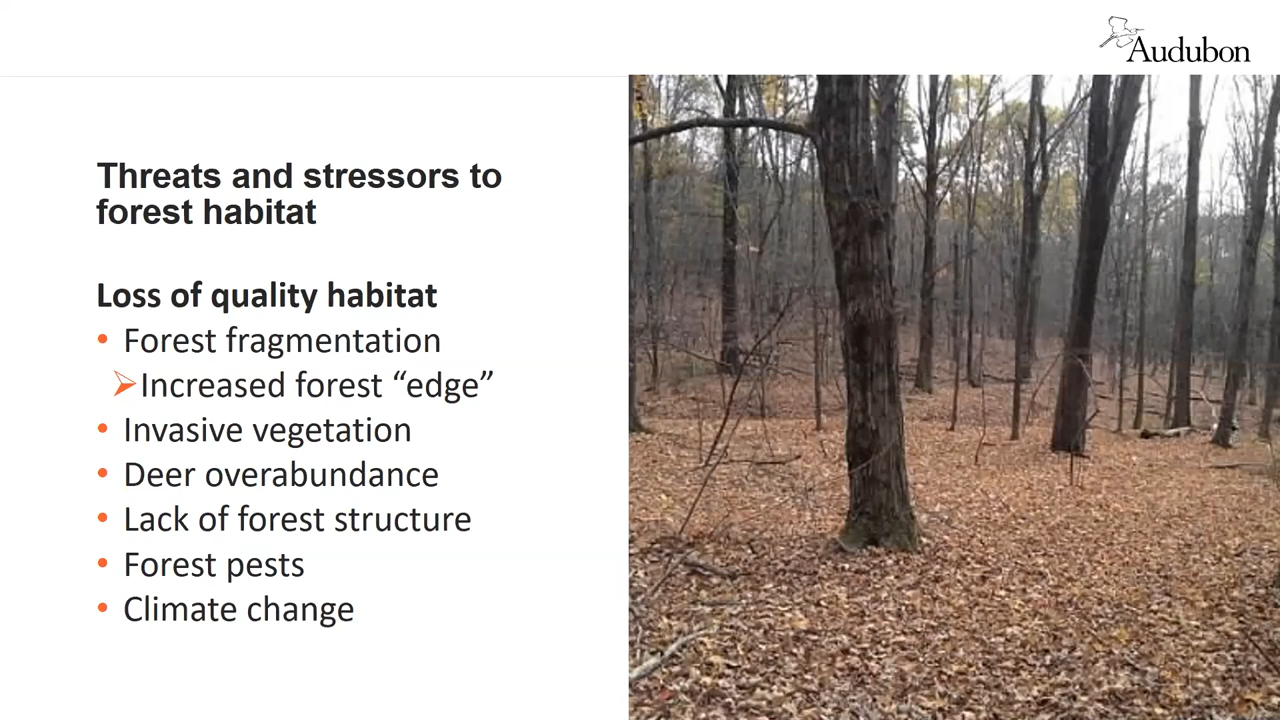 Audubon
Threats and stressors to
forest habitat
Loss of quality habitat
• Forest fragmentation
➢Increased forest “edge”
• Invasive vegetation
• Deer overabundance
• Lack of forest structure
• Forest pests
• Climate change